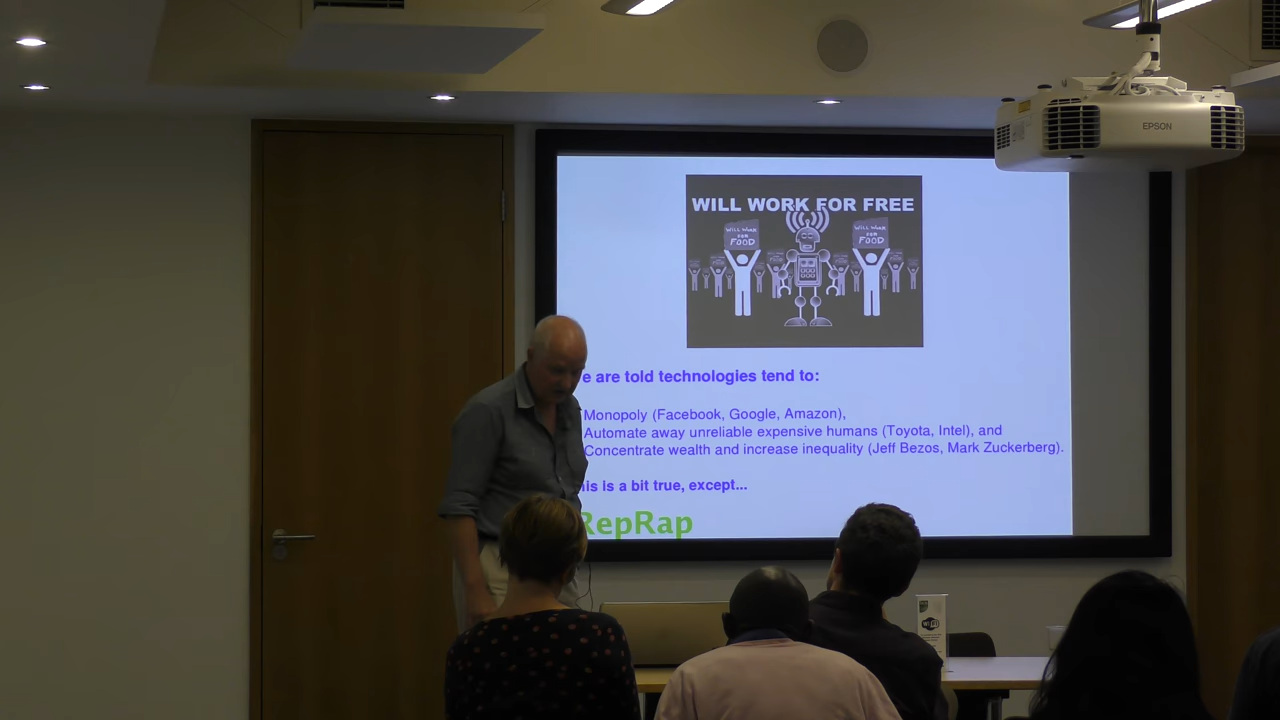 EPSON
WILL WORK FOR FREE
WILL WORK FOR FOOD
WILL WORK FOR FOOD
e are told technologies tend to:
Monopoly (Facebook, Google, Amazon),
Automate away unreliable expensive humans (Toyota, Intel), and
Concentrate wealth and increase inequality (Jeff Bezos, Mark Zuckerberg).
is is a bit true, except...
RepRap